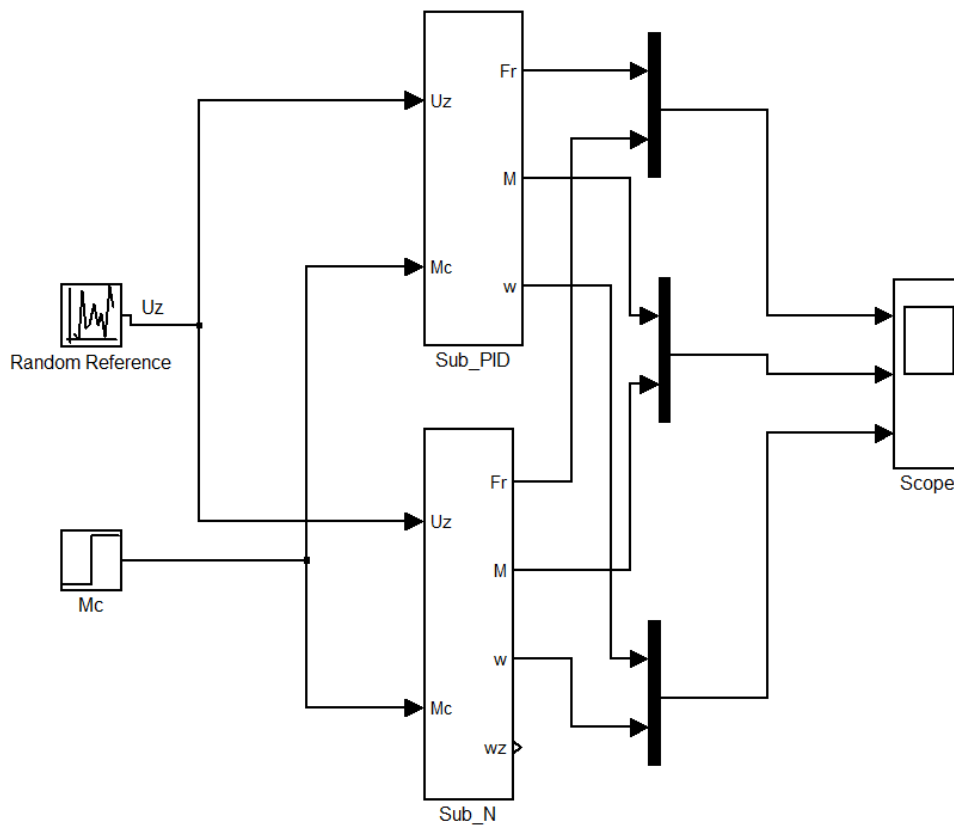 Fr
Uz
M
Mc
w
Sub_PID
Uz
Random Reference
Mc
Fr
Uz
M
w
Mc
wz
Sub_N
Scope